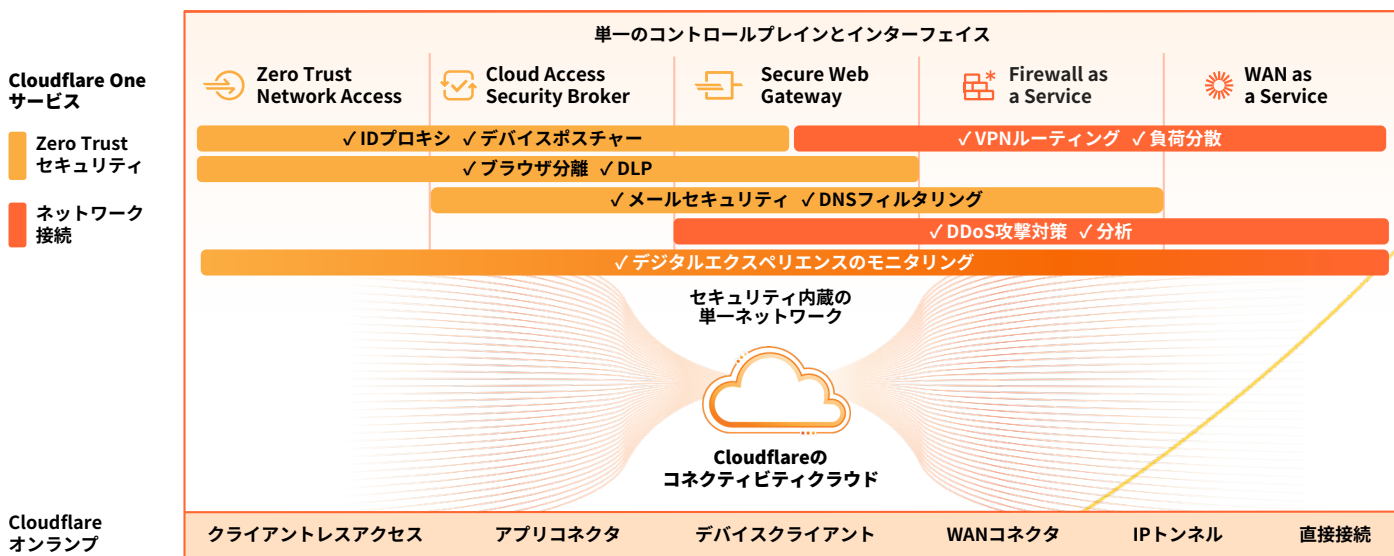 単一のコントロールプレインとインターフェイス
Cloudflare One
サービス
Zero Trust
Network Access
Cloud Access
Security Broker
Secure Web
Gateway
Firewall as
a Service
WAN as
a Service
Zero Trust
セキュリティ
ネットワーク
接続
✓ IDプロキシ ✓ デバイスポスチャー
✓ VPNルーティング ✓ 負荷分散
✓ ブラウザ分離 ✓ DLP
✓ メールセキュリティ ✓ DNSフィルタリング
✓ DDoS攻撃対策 ✓ 分析
✓ デジタルエクスペリエンスのモニタリング
セキュリティ内蔵の
単一ネットワーク
Cloudflareの
コネクティビティクラウド
Cloudflare
オンランプ
クライアントレスアクセス
アプリコネクタ
デバイスクライアント
WANコネクタ
IPトンネル
直接接続